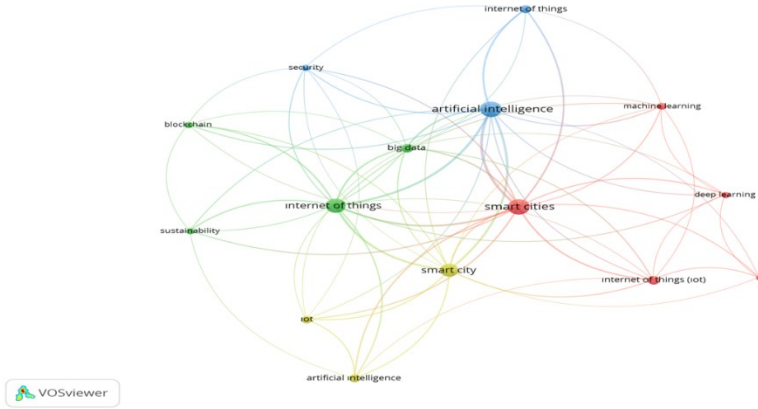 internet of things
security
artificial intelligence
machine learning
blockchain
big data
deep learning
internet of things
smart cities
sustainability
smart city
internet of things (iot)
iot
artificial intelligence
VOSviewer